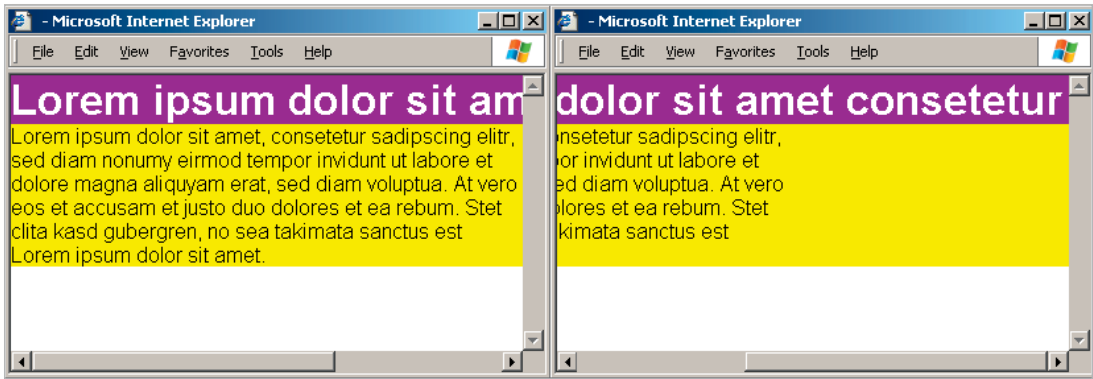 - Microsoft Internet Explorer
File Edit View Favorites Tools Help
Lorem ipsum dolor sit am
Lorem ipsum dolor sit amet, consetetur sadipscing elitr,
sed diam nonumy eirmod tempor invidunt ut labore et
dolore magna aliquyam erat, sed diam voluptua. At vero
eos et accusam et justo duo dolores et ea rebum. Stet
clita kasd gubergren, no sea takimata sanctus est
Lorem ipsum dolor sit amet.
- Microsoft Internet Explorer
File Edit View Favorites Tools Help
dolor sit amet consetetur
nsetetur sadipscing elitr,
or invidunt ut labore et
ed diam voluptua. At vero
lores et ea rebum. Stet
kimata sanctus est